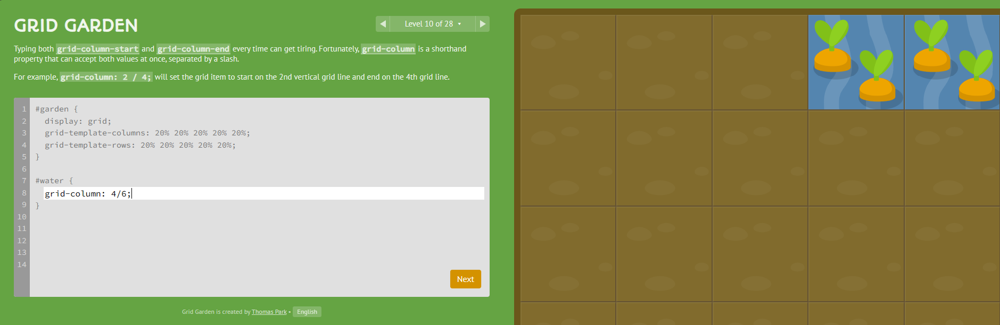 GRID GARDEN
Level 10 of 28
Typing both grid-column-start and grid-column-end every time can get tiring. Fortunately, grid-column is a shorthand
property that can accept both values at once, separated by a slash.
For example, grid-column: 2 / 4; will set the grid item to start on the 2nd vertical grid line and end on the 4th grid line.
1 #garden {
2 display: grid;
3 grid-template-columns: 20% 20% 20% 20% 20%;
4 grid-template-rows: 20% 20% 20% 20% 20%;
5 }
6
7 #water {
8 grid-column: 4/6;
9 }
10
11
12
13
14
Next
Grid Garden is created by Thomas Park • English